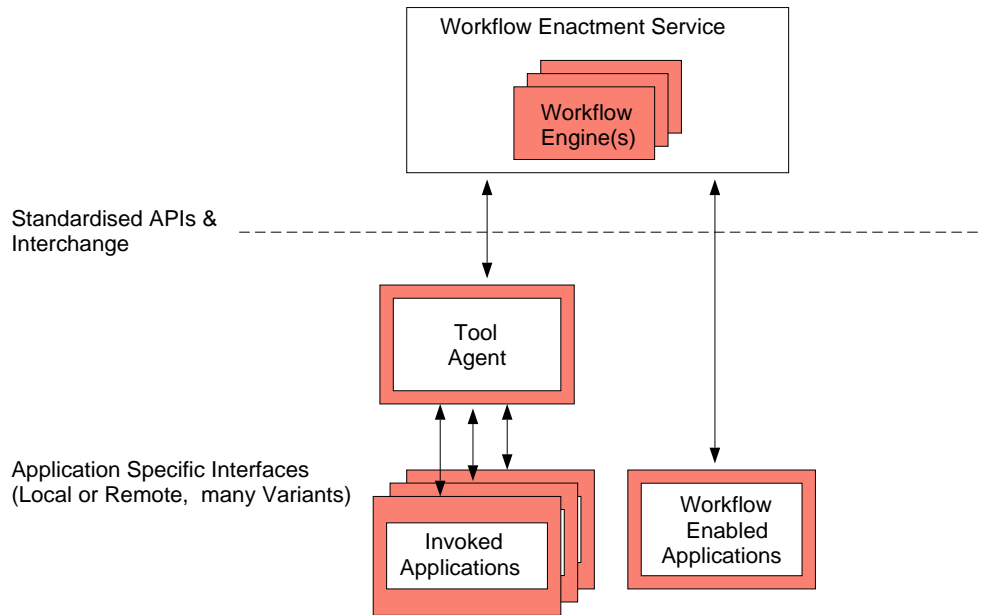 Workflow Enactment Service
Workflow
Engine(s)
Standardised APIs &
Interchange
Tool
Agent
Application Specific Interfaces
(Local or Remote, many Variants)
Invoked
Applications
Workflow
Enabled
Applications